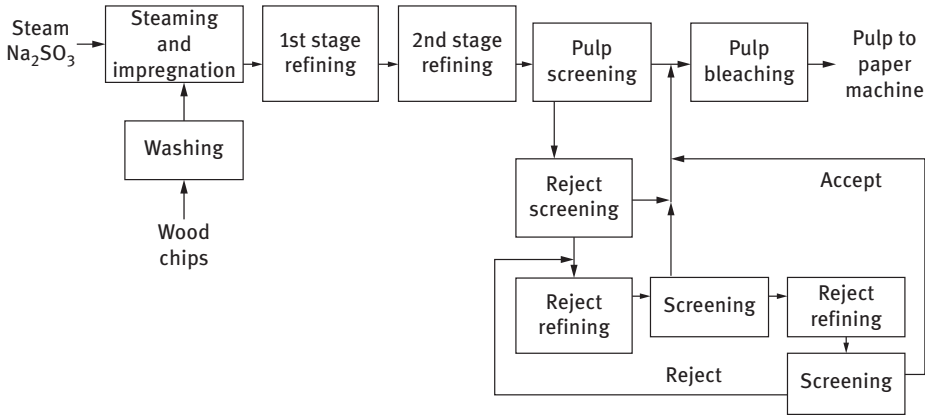 Steam
Na₂SO₃
Steaming
and
impregnation
1st stage
refining
2nd stage
refining
Pulp
screening
Pulp
bleaching
Pulp to
paper
machine
Washing
Wood
chips
Reject
screening
Accept
Reject
refining
Screening
Reject
refining
Reject
Screening